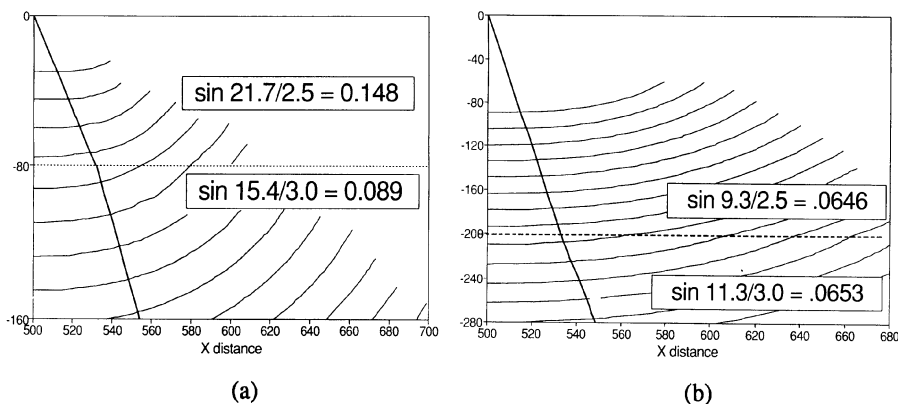 0
-80
-160
500 520 540 560 580 600 620 640 660 680 700
X distance
sin 21.7/2.5 = 0.148
sin 15.4/3.0 = 0.089
(a)
0
-40
-80
-120
-160
-200
-240
-280
500 520 540 560 580 600 620 640 660 680
X distance
sin 9.3/2.5 = .0646
sin 11.3/3.0 = .0653
(b)